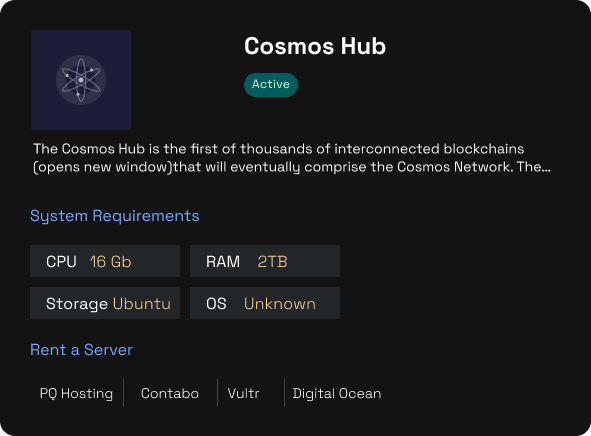 Cosmos Hub
Active
The Cosmos Hub is the first of thousands of interconnected blockchains
(opens new window)that will eventually comprise the Cosmos Network. The...
System Requirements
CPU 16 Gb
RAM 2TB
Storage Ubuntu
OS Unknown
Rent a Server
PQ Hosting
Contabo
Vultr
Digital Ocean